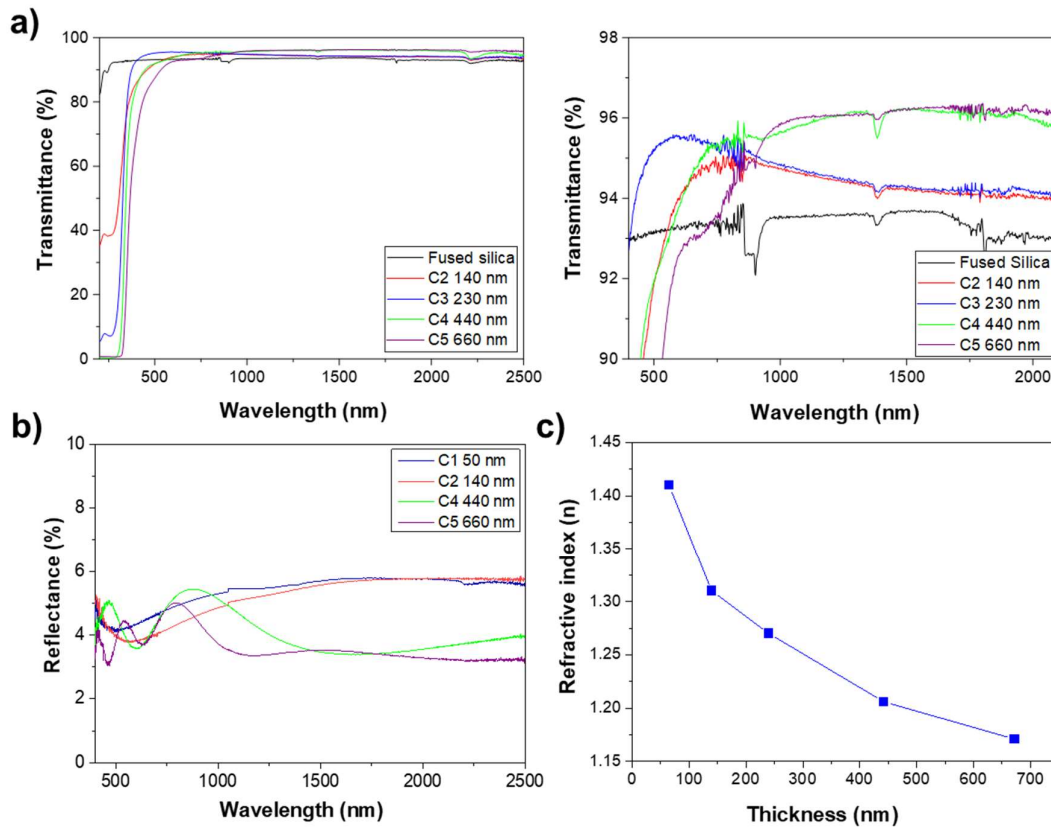 a)
100
80
60
40
20
0
Transmittance (%)
500
1000
1500
2000
2500
Wavelength (nm)
Fused silica
C2 140 nm
C3 230 nm
C4 440 nm
C5 660 nm
98
96
94
92
90
Transmittance (%)
500
1000
1500
2000
Wavelength (nm)
Fused Silica
C2 140 nm
C3 230 nm
C4 440 nm
C5 660 nm
b)
10
8
6
4
2
0
Reflectance (%)
500
1000
1500
2000
2500
Wavelength (nm)
C1 50 nm
C2 140 nm
C4 440 nm
C5 660 nm
c)
1.45
1.40
1.35
1.30
1.25
1.20
1.15
Refractive index (n)
0
100
200
300
400
500
600
700
Thickness (nm)